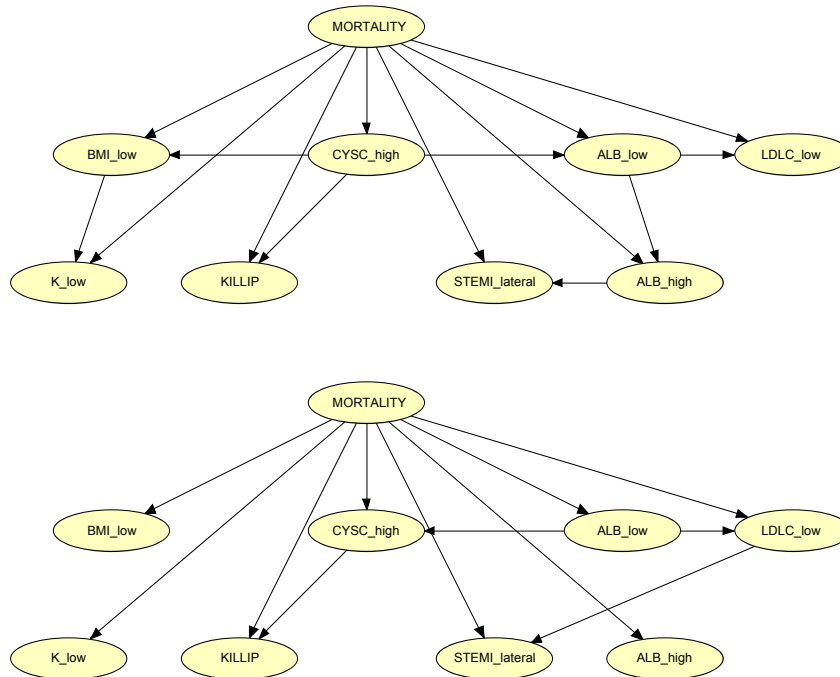 MORTALITY
BMI_low CYSC_high ALB_low LDLC_low
K_low KILLIP STEMI_lateral ALB_high
MORTALITY
BMI_low CYSC_high ALB_low LDLC_low
K_low KILLIP STEMI_lateral ALB_high